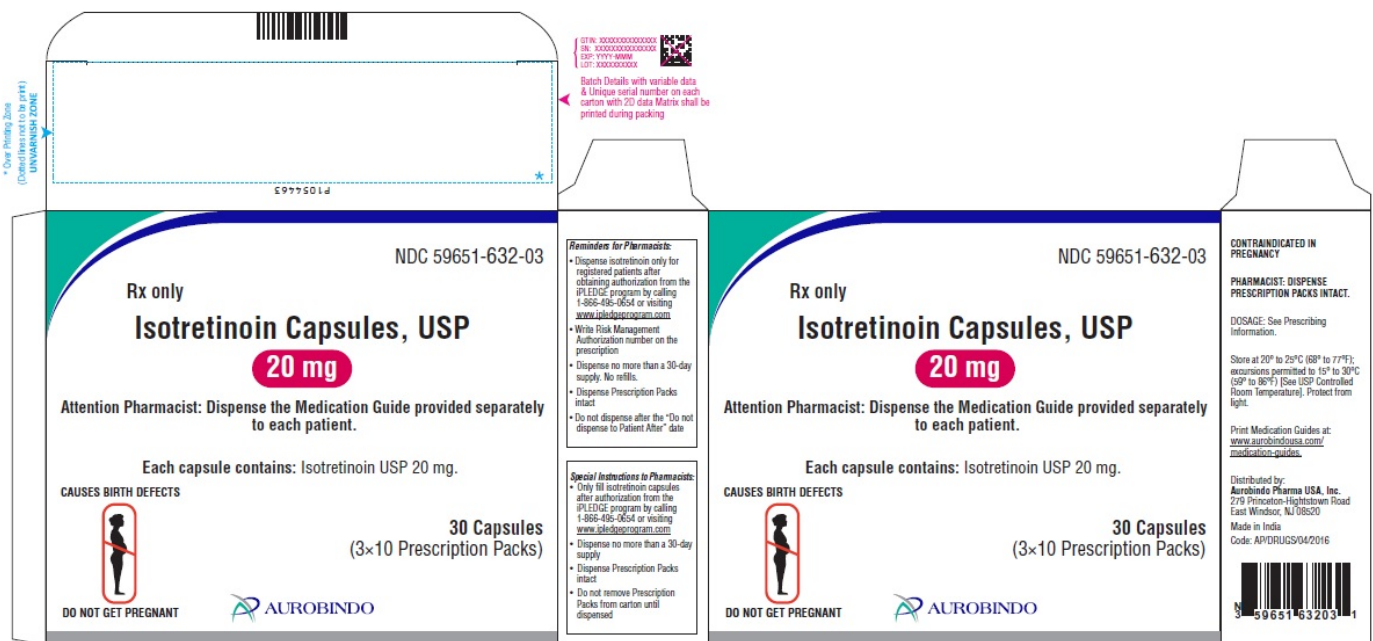 GTIN: XXXXXXXXXXXXXX
SN: XXXXXXXXXXXXXX
EXP: YYYY-MMM
LOT: XXXXXXXXXX
Batch Details with variable data
& Unique serial number on each
carton with 2D data Matrix shall be
printed during packing
* Over Printing Zone
(Dotted lines not to be print)
UNVARNISH ZONE
*
P1054463
NDC 59651-632-03
Rx only
Isotretinoin Capsules, USP
20 mg
Attention Pharmacist: Dispense the Medication Guide provided separately
to each patient.
Each capsule contains: Isotretinoin USP 20 mg.
CAUSES BIRTH DEFECTS
30 Capsules
(3×10 Prescription Packs)
DO NOT GET PREGNANT
AUROBINDO
Reminders for Pharmacists:
• Dispense isotretinoin only for
registered patients after
obtaining authorization from the
iPLEDGE program by calling
1-866-495-0654 or visiting
www.ipledgeprogram.com
• Write Risk Management
Authorization number on the
prescription
• Dispense no more than a 30-day
supply. No refills.
• Dispense Prescription Packs
intact
• Do not dispense after the "Do not
dispense to Patient After" date
Special Instructions to Pharmacists:
• Only fill isotretinoin capsules
after authorization from the
iPLEDGE program by calling
1-866-495-0654 or visiting
www.ipledgeprogram.com
• Dispense no more than a 30-day
supply
• Dispense Prescription Packs
intact
• Do not remove Prescription
Packs from carton until
dispensed
NDC 59651-632-03
Rx only
Isotretinoin Capsules, USP
20 mg
Attention Pharmacist: Dispense the Medication Guide provided separately
to each patient.
Each capsule contains: Isotretinoin USP 20 mg.
CAUSES BIRTH DEFECTS
30 Capsules
(3×10 Prescription Packs)
DO NOT GET PREGNANT
AUROBINDO
CONTRAINDICATED IN
PREGNANCY
PHARMACIST: DISPENSE
PRESCRIPTION PACKS INTACT.
DOSAGE: See Prescribing
Information.
Store at 20° to 25°C (68° to 77°F);
excursions permitted to 15° to 30°C
(59° to 86°F) [See USP Controlled
Room Temperature]. Protect from
light.
Print Medication Guides at:
www.aurobindousa.com/
medication-guides.
Distributed by:
Aurobindo Pharma USA, Inc.
279 Princeton-Hightstown Road
East Windsor, NJ 08520
Made in India
Code: AP/DRUGS/04/2016
N
3 59651 63203 1